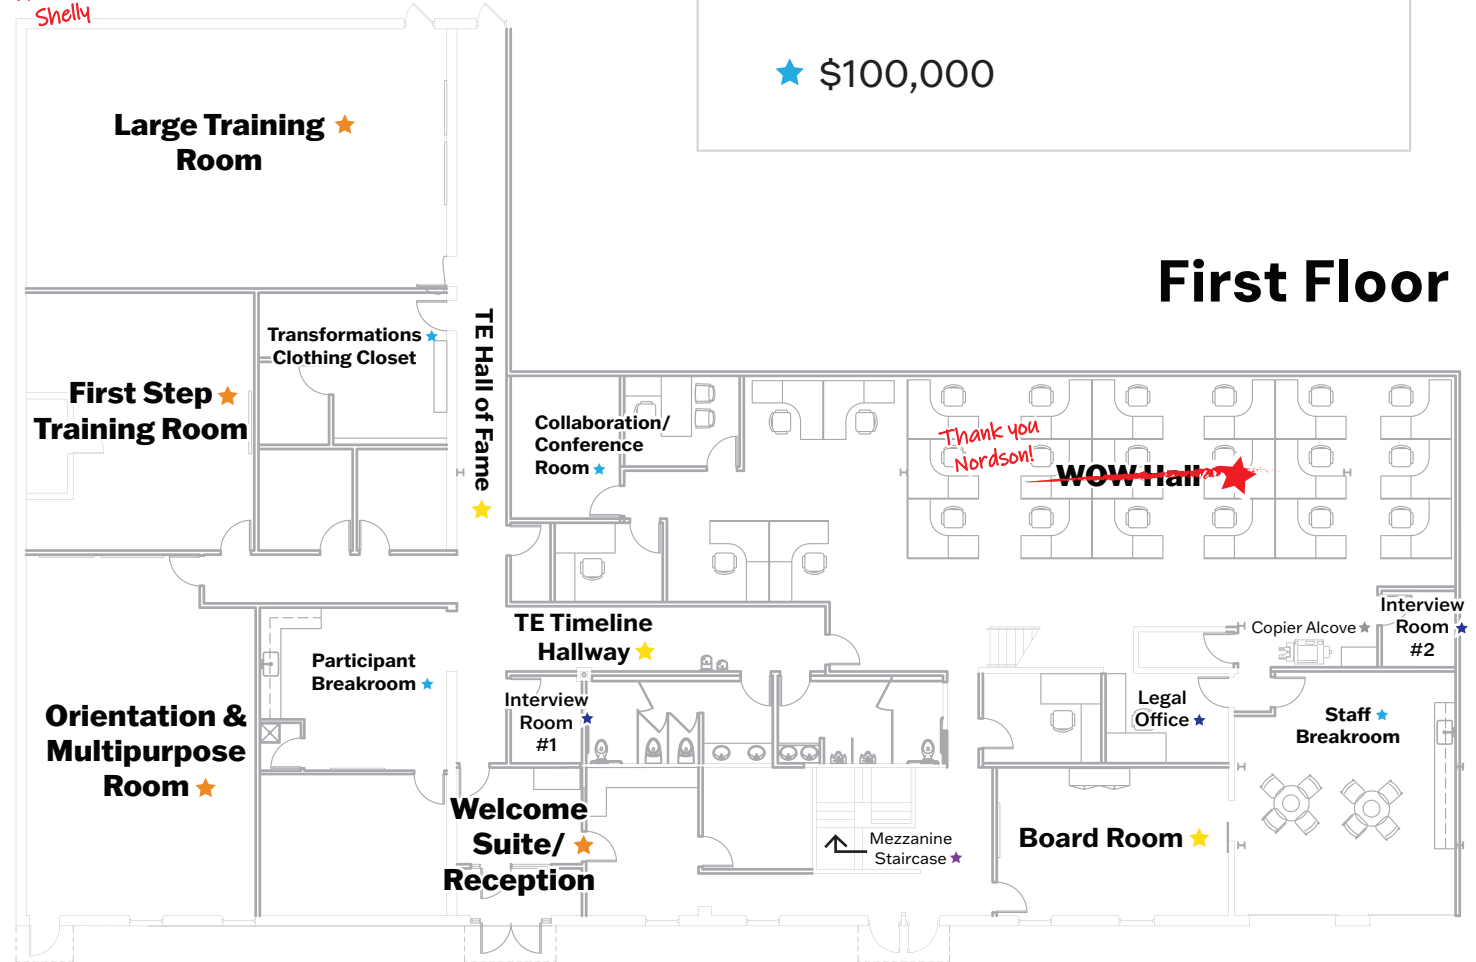 Shelly
$100,000
Large Training
Room
First Floor
Transformations
Clothing Closet
TE Hall of Fame
First Step
Training Room
Collaboration/
Conference
Room
Thank you
Nordson!
WOW Hall
TE Timeline
Hallway
Copier Alcove
Interview
Room
#2
Participant
Breakroom
Interview
Room
#1
Legal
Office
Staff
Breakroom
Orientation &
Multipurpose
Room
Welcome
Suite/
Reception
Mezzanine
Staircase
Board Room